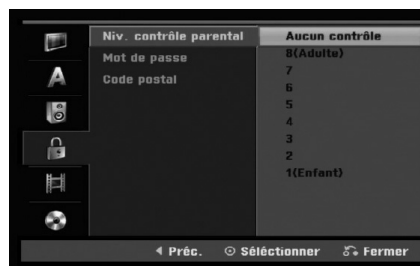 Niv. contrôle parental
Mot de passe
Code postal
Aucun contrôle
8(Adulte)
7
6
5
4
3
2
1(Enfant)
Préc.
Séléctionner
Fermer